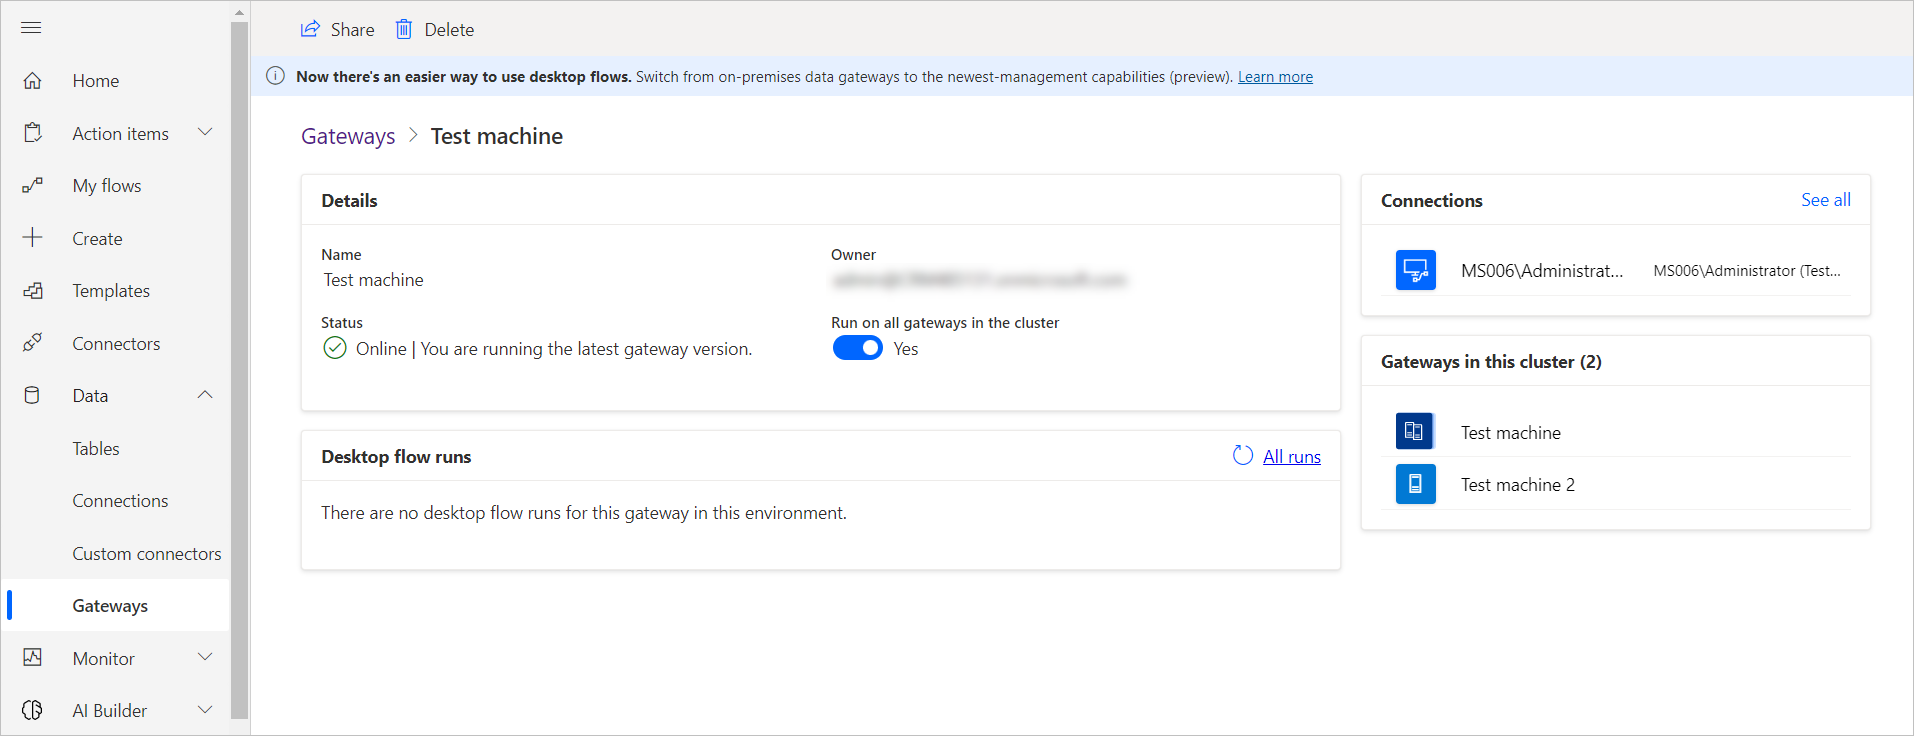 Share Delete
Now there's an easier way to use desktop flows. Switch from on-premises data gateways to the newest-management capabilities (preview). Learn more
Home
Action items
My flows
Create
Templates
Connectors
Data
Tables
Connections
Custom connectors
Gateways
Monitor
AI Builder
Gateways > Test machine
Details
Name
Test machine
Owner
Status
Online | You are running the latest gateway version.
Run on all gateways in the cluster
Yes
Desktop flow runs
All runs
There are no desktop flow runs for this gateway in this environment.
Connections
See all
MS006\Administrat... MS006\Administrator (Test...
Gateways in this cluster (2)
Test machine
Test machine 2